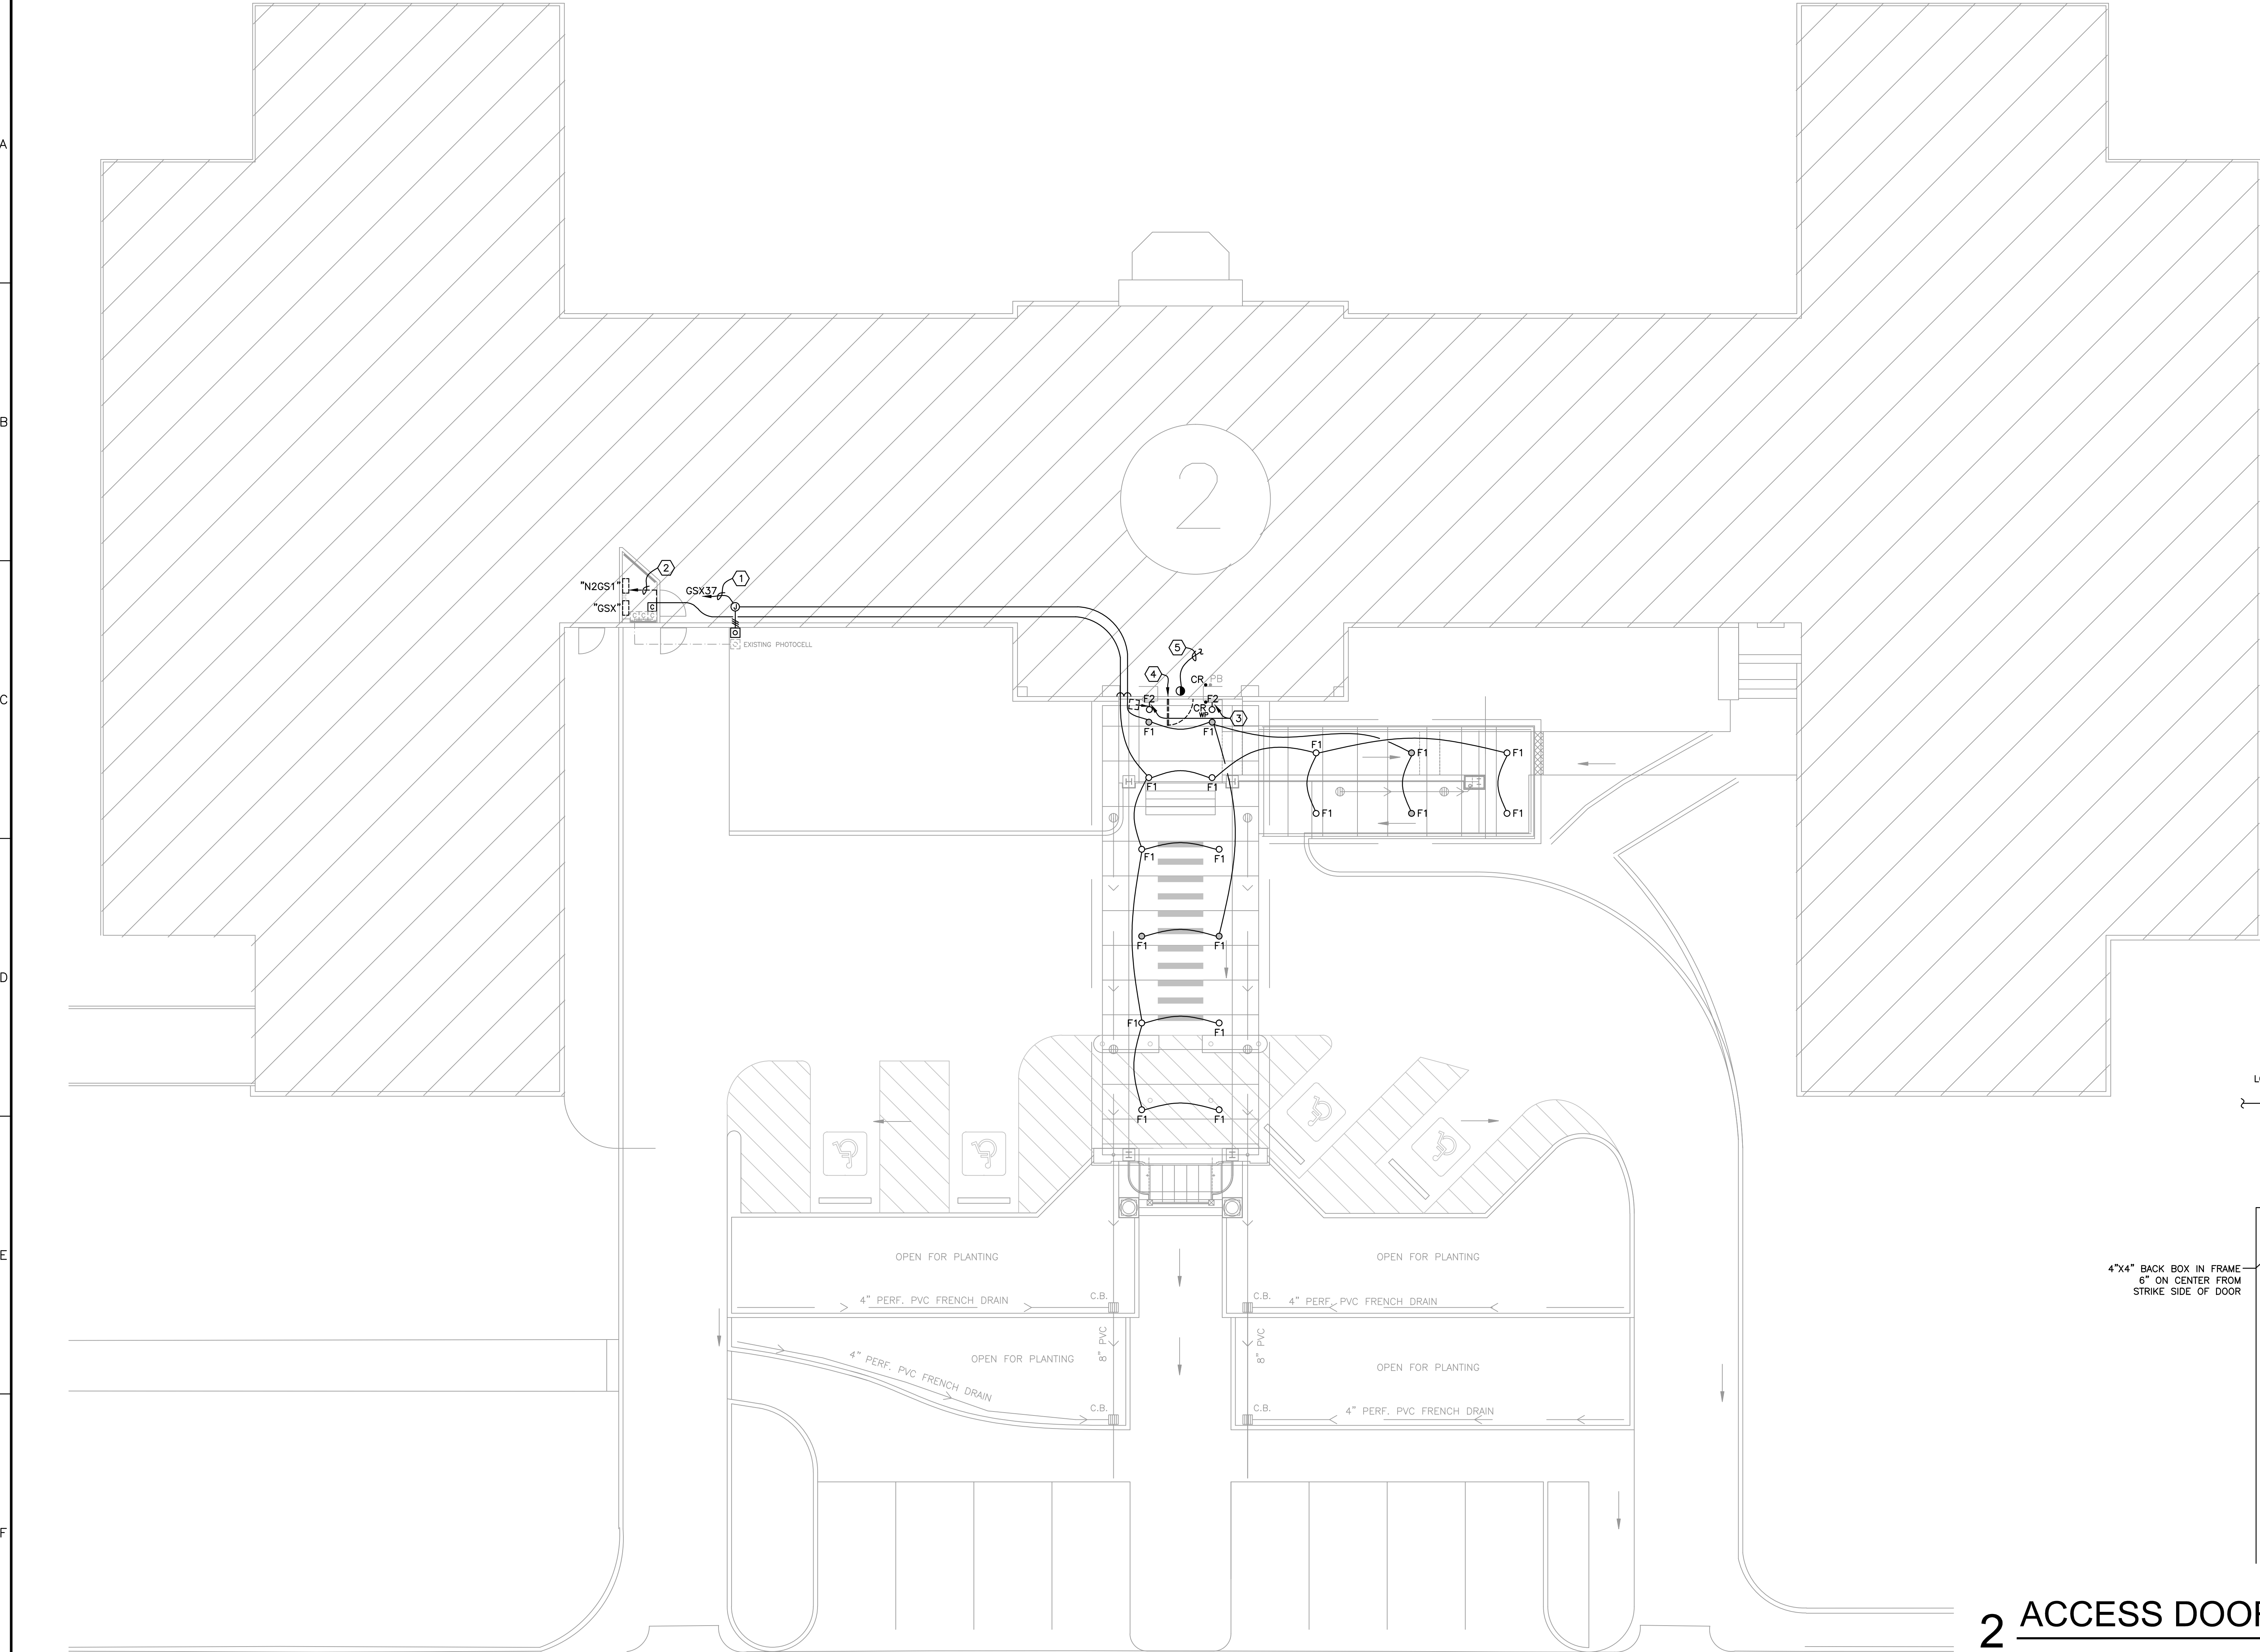 A
B
C
D
E
F
2
"N2GS1"
2
GSX37
1
"GSX"
C
J
EXISTING PHOTOCELL
5
4
CR
PB
F2
F2
CR
WP
3
F1
F1
F1
F1
F1
F1
F1
H
H
F1
F1
F1
F1
F1
F1
F1
F1
F1
F1
F1
H
H
OPEN FOR PLANTING
OPEN FOR PLANTING
4" PERF. PVC FRENCH DRAIN
C.B.
C.B.
4" PERF. PVC FRENCH DRAIN
8" PVC
8" PVC
4" PERF. PVC FRENCH DRAIN
OPEN FOR PLANTING
OPEN FOR PLANTING
C.B.
C.B.
4" PERF. PVC FRENCH DRAIN
4"X4" BACK BOX IN FRAME
6" ON CENTER FROM
STRIKE SIDE OF DOOR
2 ACCESS DOOR